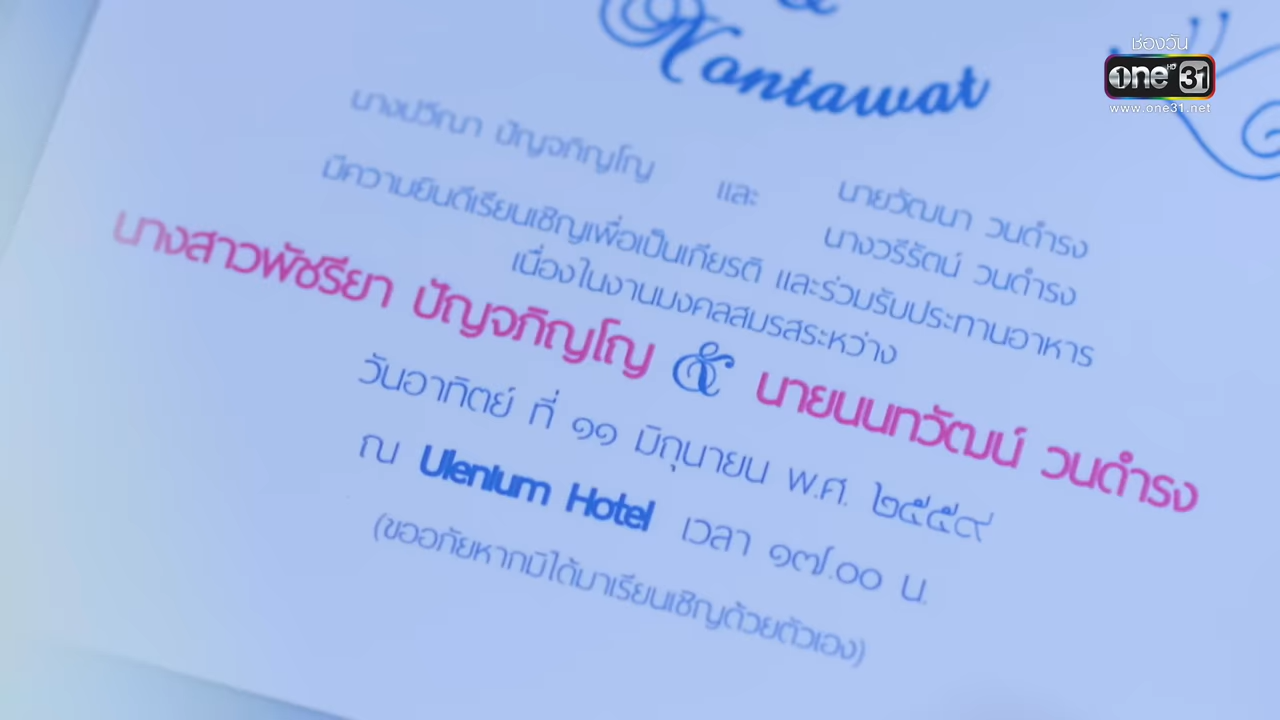 &
Nantawat
ช่องวัน
one HD 31
www.one31.net
นางปวีณา ปัญจภิญโญ และ นายวัฒนา วนดำรง
นางวรีรัตน์ วนดำรง
มีความยินดีเรียนเชิญเพื่อเป็นเกียรติ และร่วมรับประทานอาหาร
เนื่องในงานมงคลสมรสระหว่าง
นางสาวพัชรียา ปัญจภิญโญ & นายนนทวัฒน์ วนดำรง
วันอาทิตย์ ที่ ๑๑ มิถุนายน พ.ศ. ๒๕๕๙
ณ Ulenium Hotel เวลา ๑๗.๐๐ น.
(ขออภัยหากมิได้มาเรียนเชิญด้วยตัวเอง)